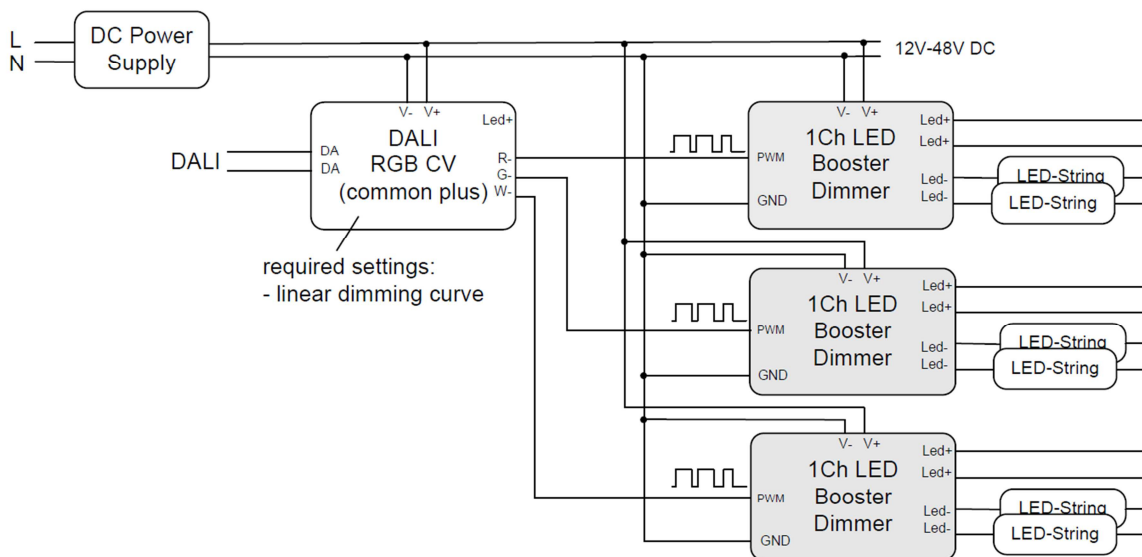 L
N
DC Power
Supply
12V-48V DC
V- V+
Led+
DALI
RGB CV
(common plus)
DALI
DA
DA
R-
G-
W-
required settings:
- linear dimming curve
V- V+
1Ch LED
Booster
Dimmer
PWM
GND
Led+
Led+
Led-
Led-
LED-String
LED-String
V- V+
1Ch LED
Booster
Dimmer
PWM
GND
Led+
Led+
Led-
Led-
LED-String
LED-String
V- V+
1Ch LED
Booster
Dimmer
PWM
GND
Led+
Led+
Led-
Led-
LED-String
LED-String